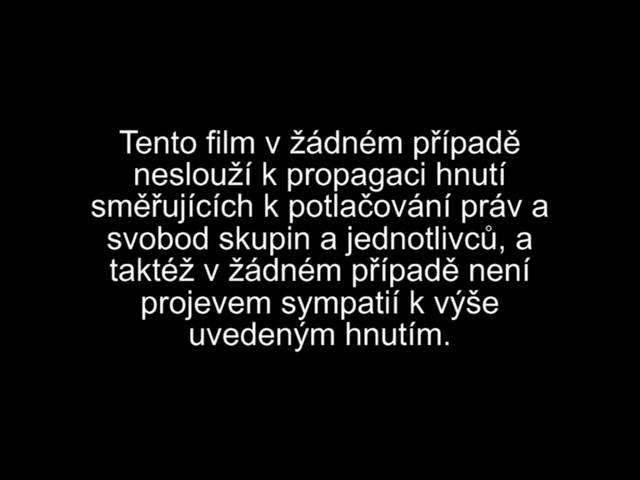 Tento film v žádném případě
neslouží k propagaci hnutí
směřujících k potlačování práv a
svobod skupin a jednotlivců, a
taktéž v žádném případě není
projevem sympatií k výše
uvedeným hnutím.